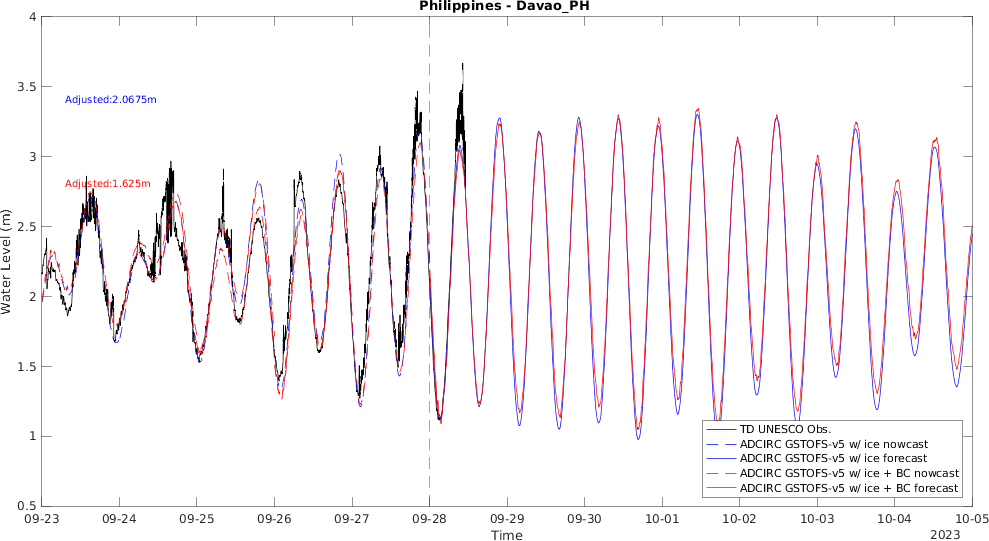 Philippines - Davao_PH
4
3.5
3
2.5
2
1.5
1
0.5
Water Level (m)
Adjusted:2.0675m
Adjusted:1.625m
TD UNESCO Obs.
ADCIRC GSTOFS-v5 w/ ice nowcast
ADCIRC GSTOFS-v5 w/ ice forecast
ADCIRC GSTOFS-v5 w/ ice + BC nowcast
ADCIRC GSTOFS-v5 w/ ice + BC forecast
09-23 09-24 09-25 09-26 09-27 09-28 09-29 09-30 10-01 10-02 10-03 10-04 10-05
Time
2023